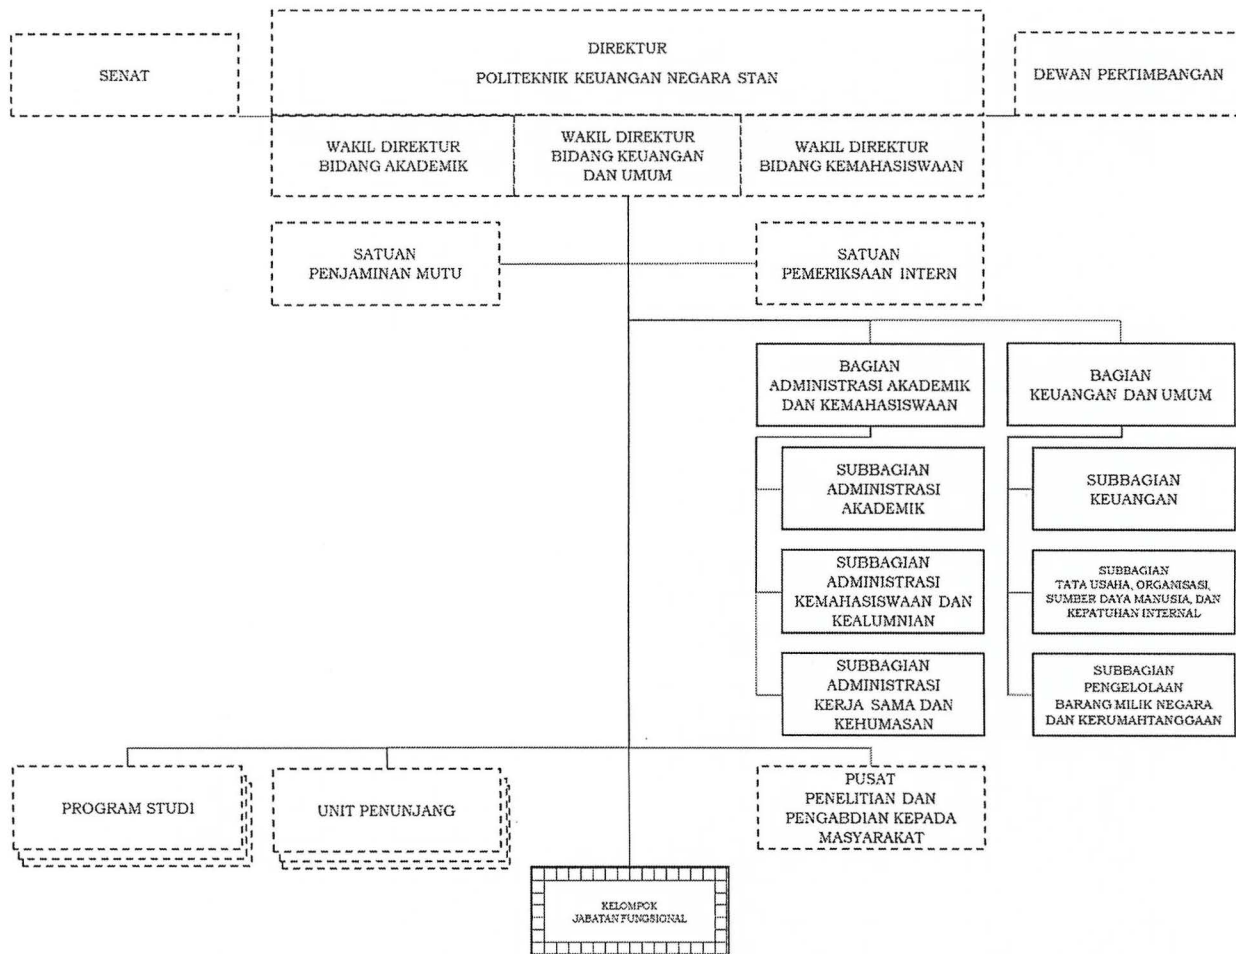 DIREKTUR
POLITEKNIK KEUANGAN NEGARA STAN
SENAT
DEWAN PERTIMBANGAN
WAKIL DIREKTUR
BIDANG AKADEMIK
WAKIL DIREKTUR
BIDANG KEUANGAN
DAN UMUM
WAKIL DIREKTUR
BIDANG KEMAHASISWAAN
SATUAN
PENJAMINAN MUTU
SATUAN
PEMERIKSAAN INTERN
BAGIAN
ADMINISTRASI AKADEMIK
DAN KEMAHASISWAAN
BAGIAN
KEUANGAN DAN UMUM
SUBBAGIAN
ADMINISTRASI
AKADEMIK
SUBBAGIAN
KEUANGAN
SUBBAGIAN
ADMINISTRASI
KEMAHASISWAAN DAN
KEALUMNIAN
SUBBAGIAN
TATA USAHA, ORGANISASI,
SUMBER DAYA MANUSIA, DAN
KEPATUHAN INTERNAL
SUBBAGIAN
ADMINISTRASI
KERJA SAMA DAN
KEHUMASAN
SUBBAGIAN
PENGELOLAAN
BARANG MILIK NEGARA
DAN KERUMAHTANGGAAN
PROGRAM STUDI
UNIT PENUNJANG
PUSAT
PENELITIAN DAN
PENGABDIAN KEPADA
MASYARAKAT
KELOMPOK
JABATAN FUNGSIONAL